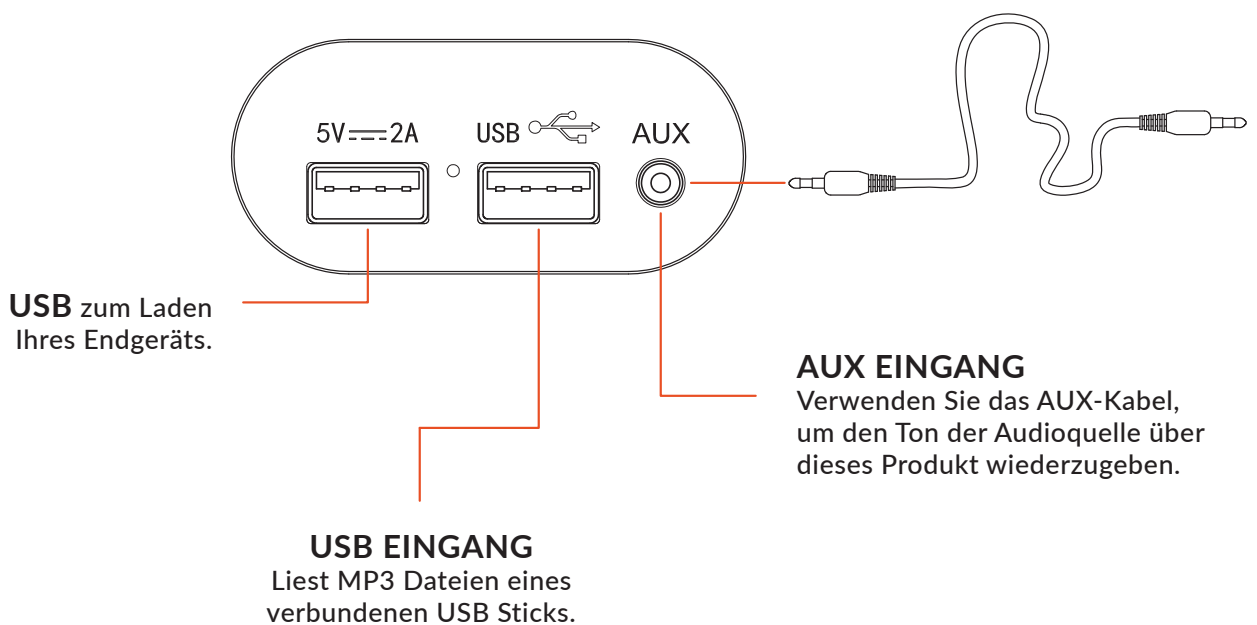 5V⎓2A USB AUX
USB zum Laden
Ihres Endgeräts.
AUX EINGANG
Verwenden Sie das AUX-Kabel,
um den Ton der Audioquelle über
dieses Produkt wiederzugeben.
USB EINGANG
Liest MP3 Dateien eines
verbundenen USB Sticks.